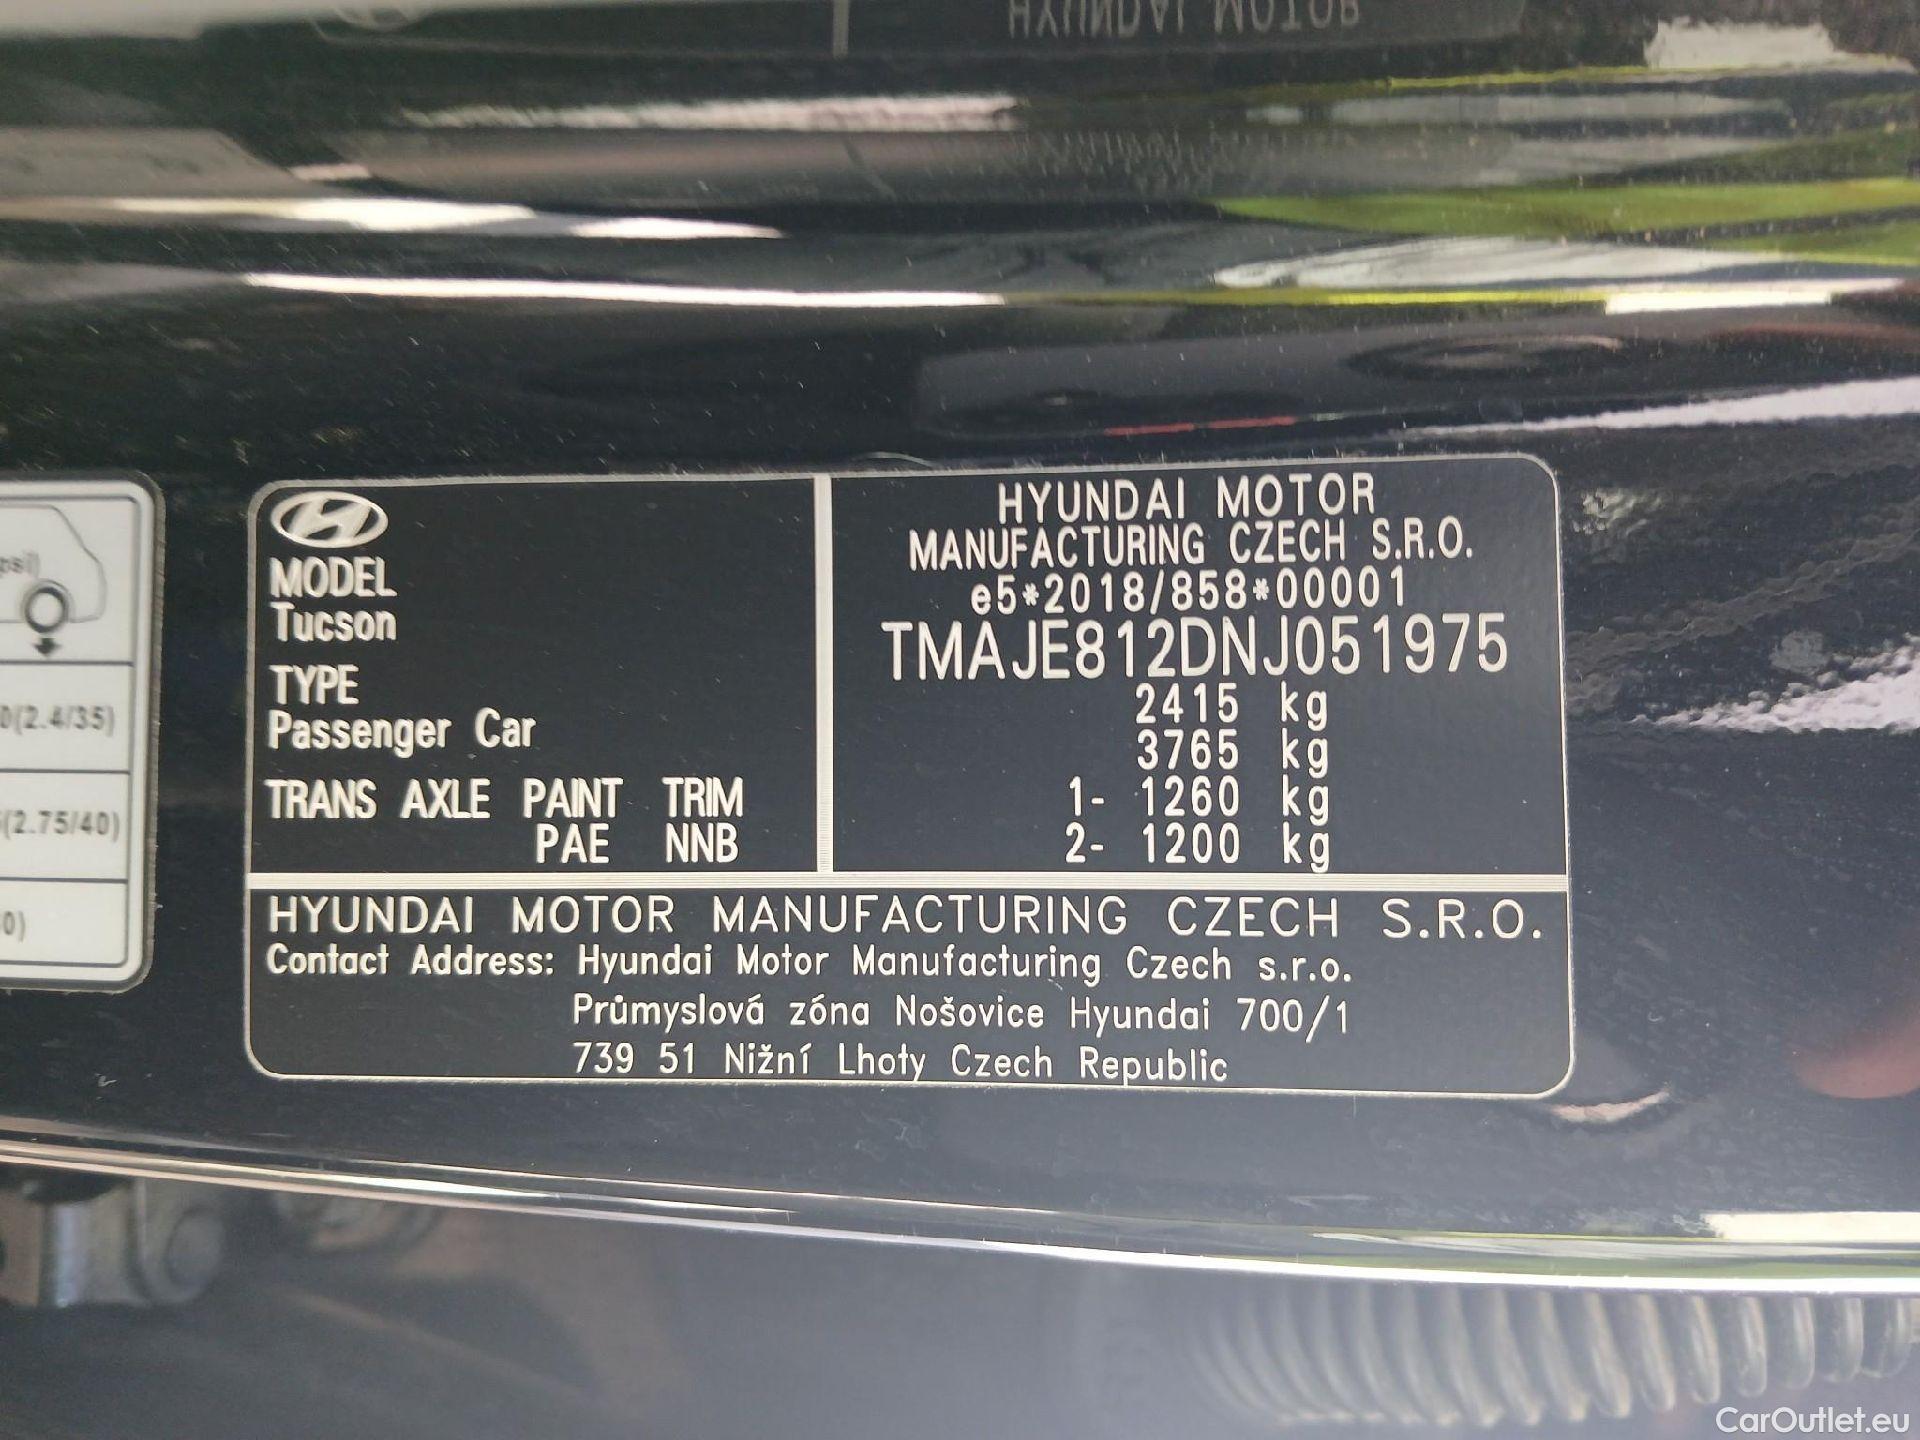 HYUNDAI MOTOR
psi)
0(2.4/35)
(2.75/40)
0)
MODEL
Tucson
TYPE
Passenger Car
TRANS AXLE PAINT TRIM
PAE NNB
HYUNDAI MOTOR
MANUFACTURING CZECH S.R.O.
e5*2018/858*00001
TMAJE812DNJ051975
2415 kg
3765 kg
1- 1260 kg
2- 1200 kg
HYUNDAI MOTOR MANUFACTURING CZECH S.R.O.
Contact Address: Hyundai Motor Manufacturing Czech s.r.o.
Průmyslová zóna Nošovice Hyundai 700/1
739 51 Nižní Lhoty Czech Republic
CarOutlet.eu